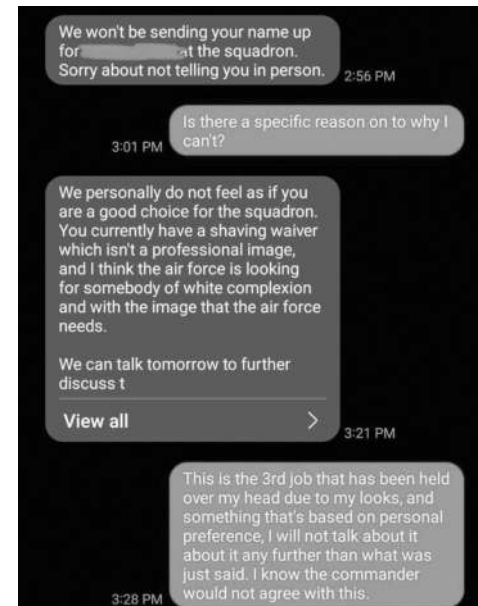 We won't be sending your name up
for at the squadron.
Sorry about not telling you in person.
2:56 PM
Is there a specific reason on to why I
can't?
3:01 PM
We personally do not feel as if you
are a good choice for the squadron.
You currently have a shaving waiver
which isn't a professional image,
and I think the air force is looking
for somebody of white complexion
and with the image that the air force
needs.
We can talk tomorrow to further
discuss t
View all
3:21 PM
This is the 3rd job that has been held
over my head due to my looks, and
something that's based on personal
preference, I will not talk about it
about it any further than what was
just said. I know the commander
would not agree with this.
3:28 PM